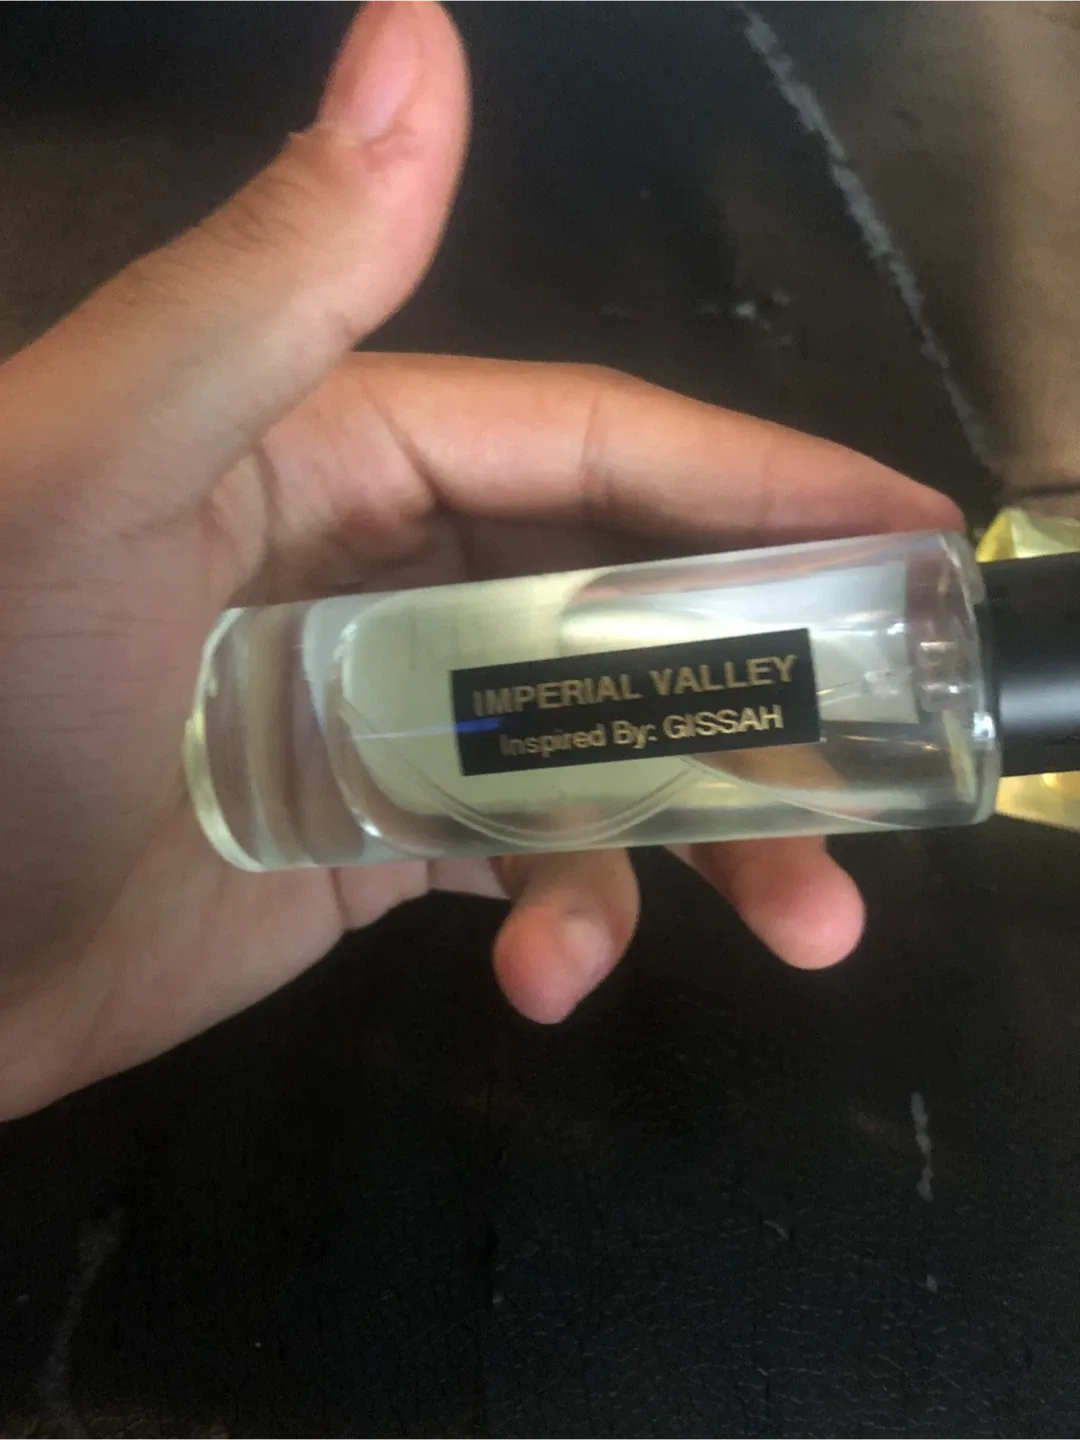 IMPERIAL VALLEY
Inspired By: GISSAH